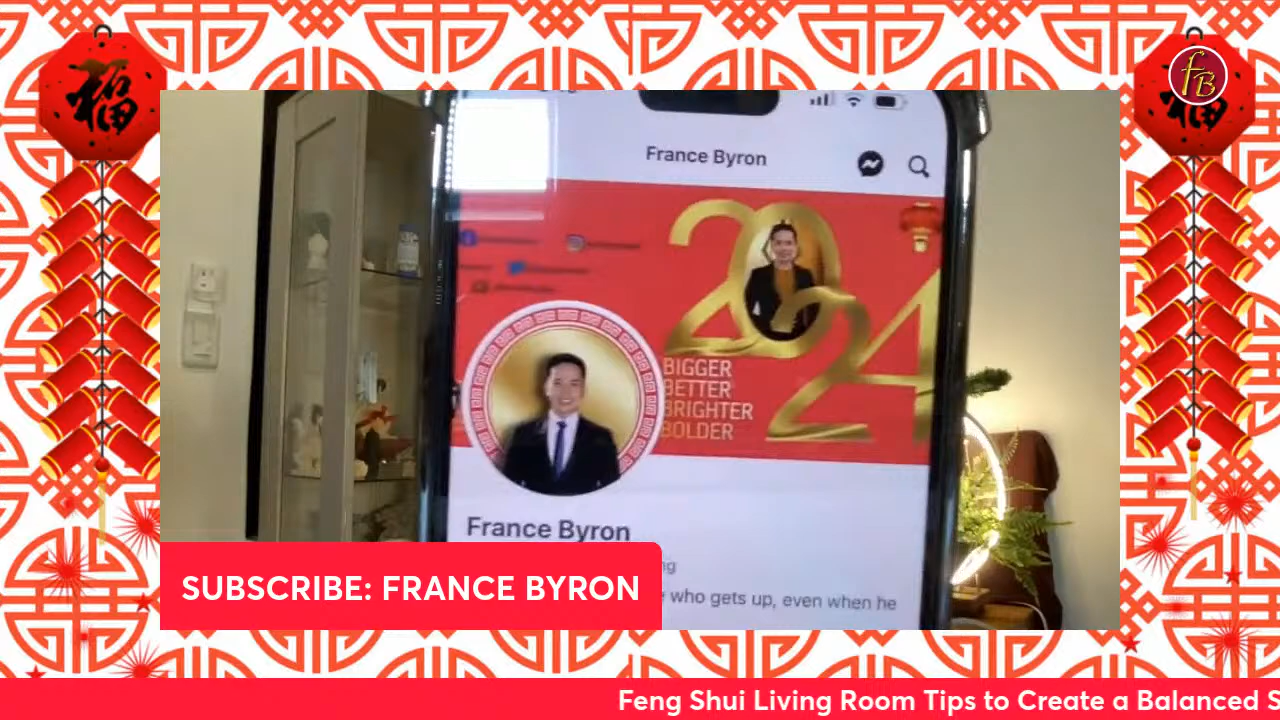 福
fB
福
France Byron
2024
BIGGER
BETTER
BRIGHTER
BOLDER
France Byron
ng
who gets up, even when he
SUBSCRIBE: FRANCE BYRON
Feng Shui Living Room Tips to Create a Balanced S